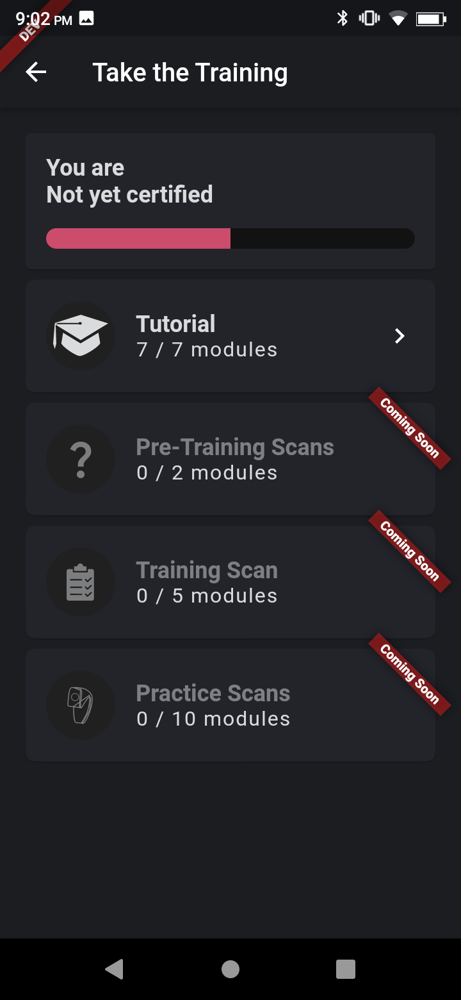 9:02 PM
DEV
Take the Training
You are
Not yet certified
Tutorial
7 / 7 modules
Coming Soon
Pre-Training Scans
0 / 2 modules
Coming Soon
Training Scan
0 / 5 modules
Coming Soon
Practice Scans
0 / 10 modules